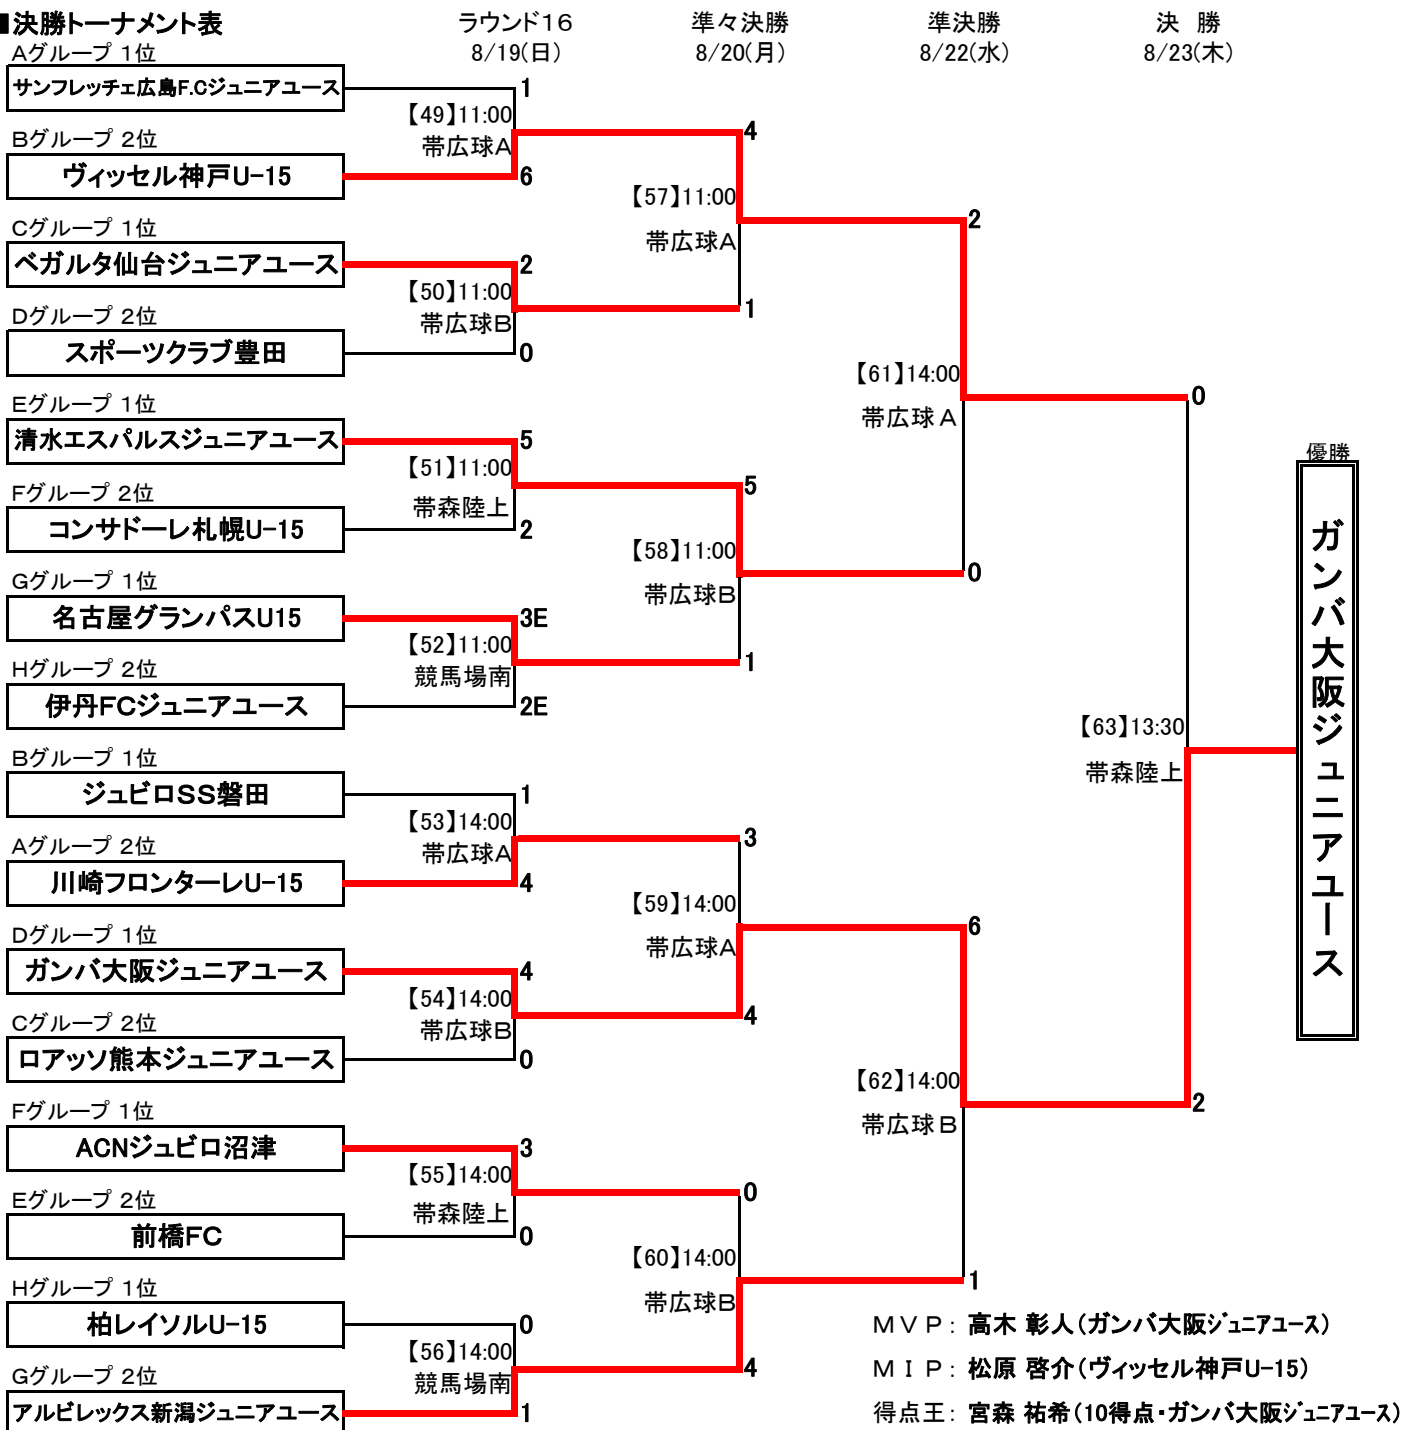 ■決勝トーナメント表
ラウンド16
準々決勝
準決勝
決 勝
8/19(日)
8/20(月)
8/22(水)
8/23(木)
Aグループ 1位
サンフレッチェ広島F.Cジュニアユース
1
【49】11:00
帯広球A
Bグループ 2位
ヴィッセル神戸U-15
6
4
【57】11:00
帯広球A
Cグループ 1位
ベガルタ仙台ジュニアユース
2
【50】11:00
帯広球B
Dグループ 2位
スポーツクラブ豊田
0
1
2
【61】14:00
帯広球A
Eグループ 1位
清水エスパルスジュニアユース
5
【51】11:00
帯森陸上
Fグループ 2位
コンサドーレ札幌U-15
2
5
【58】11:00
帯広球B
0
Gグループ 1位
名古屋グランパスU15
3E
【52】11:00
競馬場南
Hグループ 2位
伊丹FCジュニアユース
2E
1
0
【63】13:30
帯森陸上
優勝
ガンバ大阪ジュニアユース
Bグループ 1位
ジュビロSS磐田
1
【53】14:00
帯広球A
Aグループ 2位
川崎フロンターレU-15
4
3
【59】14:00
帯広球A
6
Dグループ 1位
ガンバ大阪ジュニアユース
4
【54】14:00
帯広球B
Cグループ 2位
ロアッソ熊本ジュニアユース
0
4
【62】14:00
帯広球B
2
Fグループ 1位
ACNジュビロ沼津
3
【55】14:00
帯森陸上
Eグループ 2位
前橋FC
0
0
【60】14:00
帯広球B
1
Hグループ 1位
柏レイソルU-15
0
【56】14:00
競馬場南
Gグループ 2位
アルビレックス新潟ジュニアユース
1
4
MVP: 高木 彰人(ガンバ大阪ジュニアユース)
MIP: 松原 啓介(ヴィッセル神戸U-15)
得点王: 宮森 祐希(10得点・ガンバ大阪ジュニアユース)